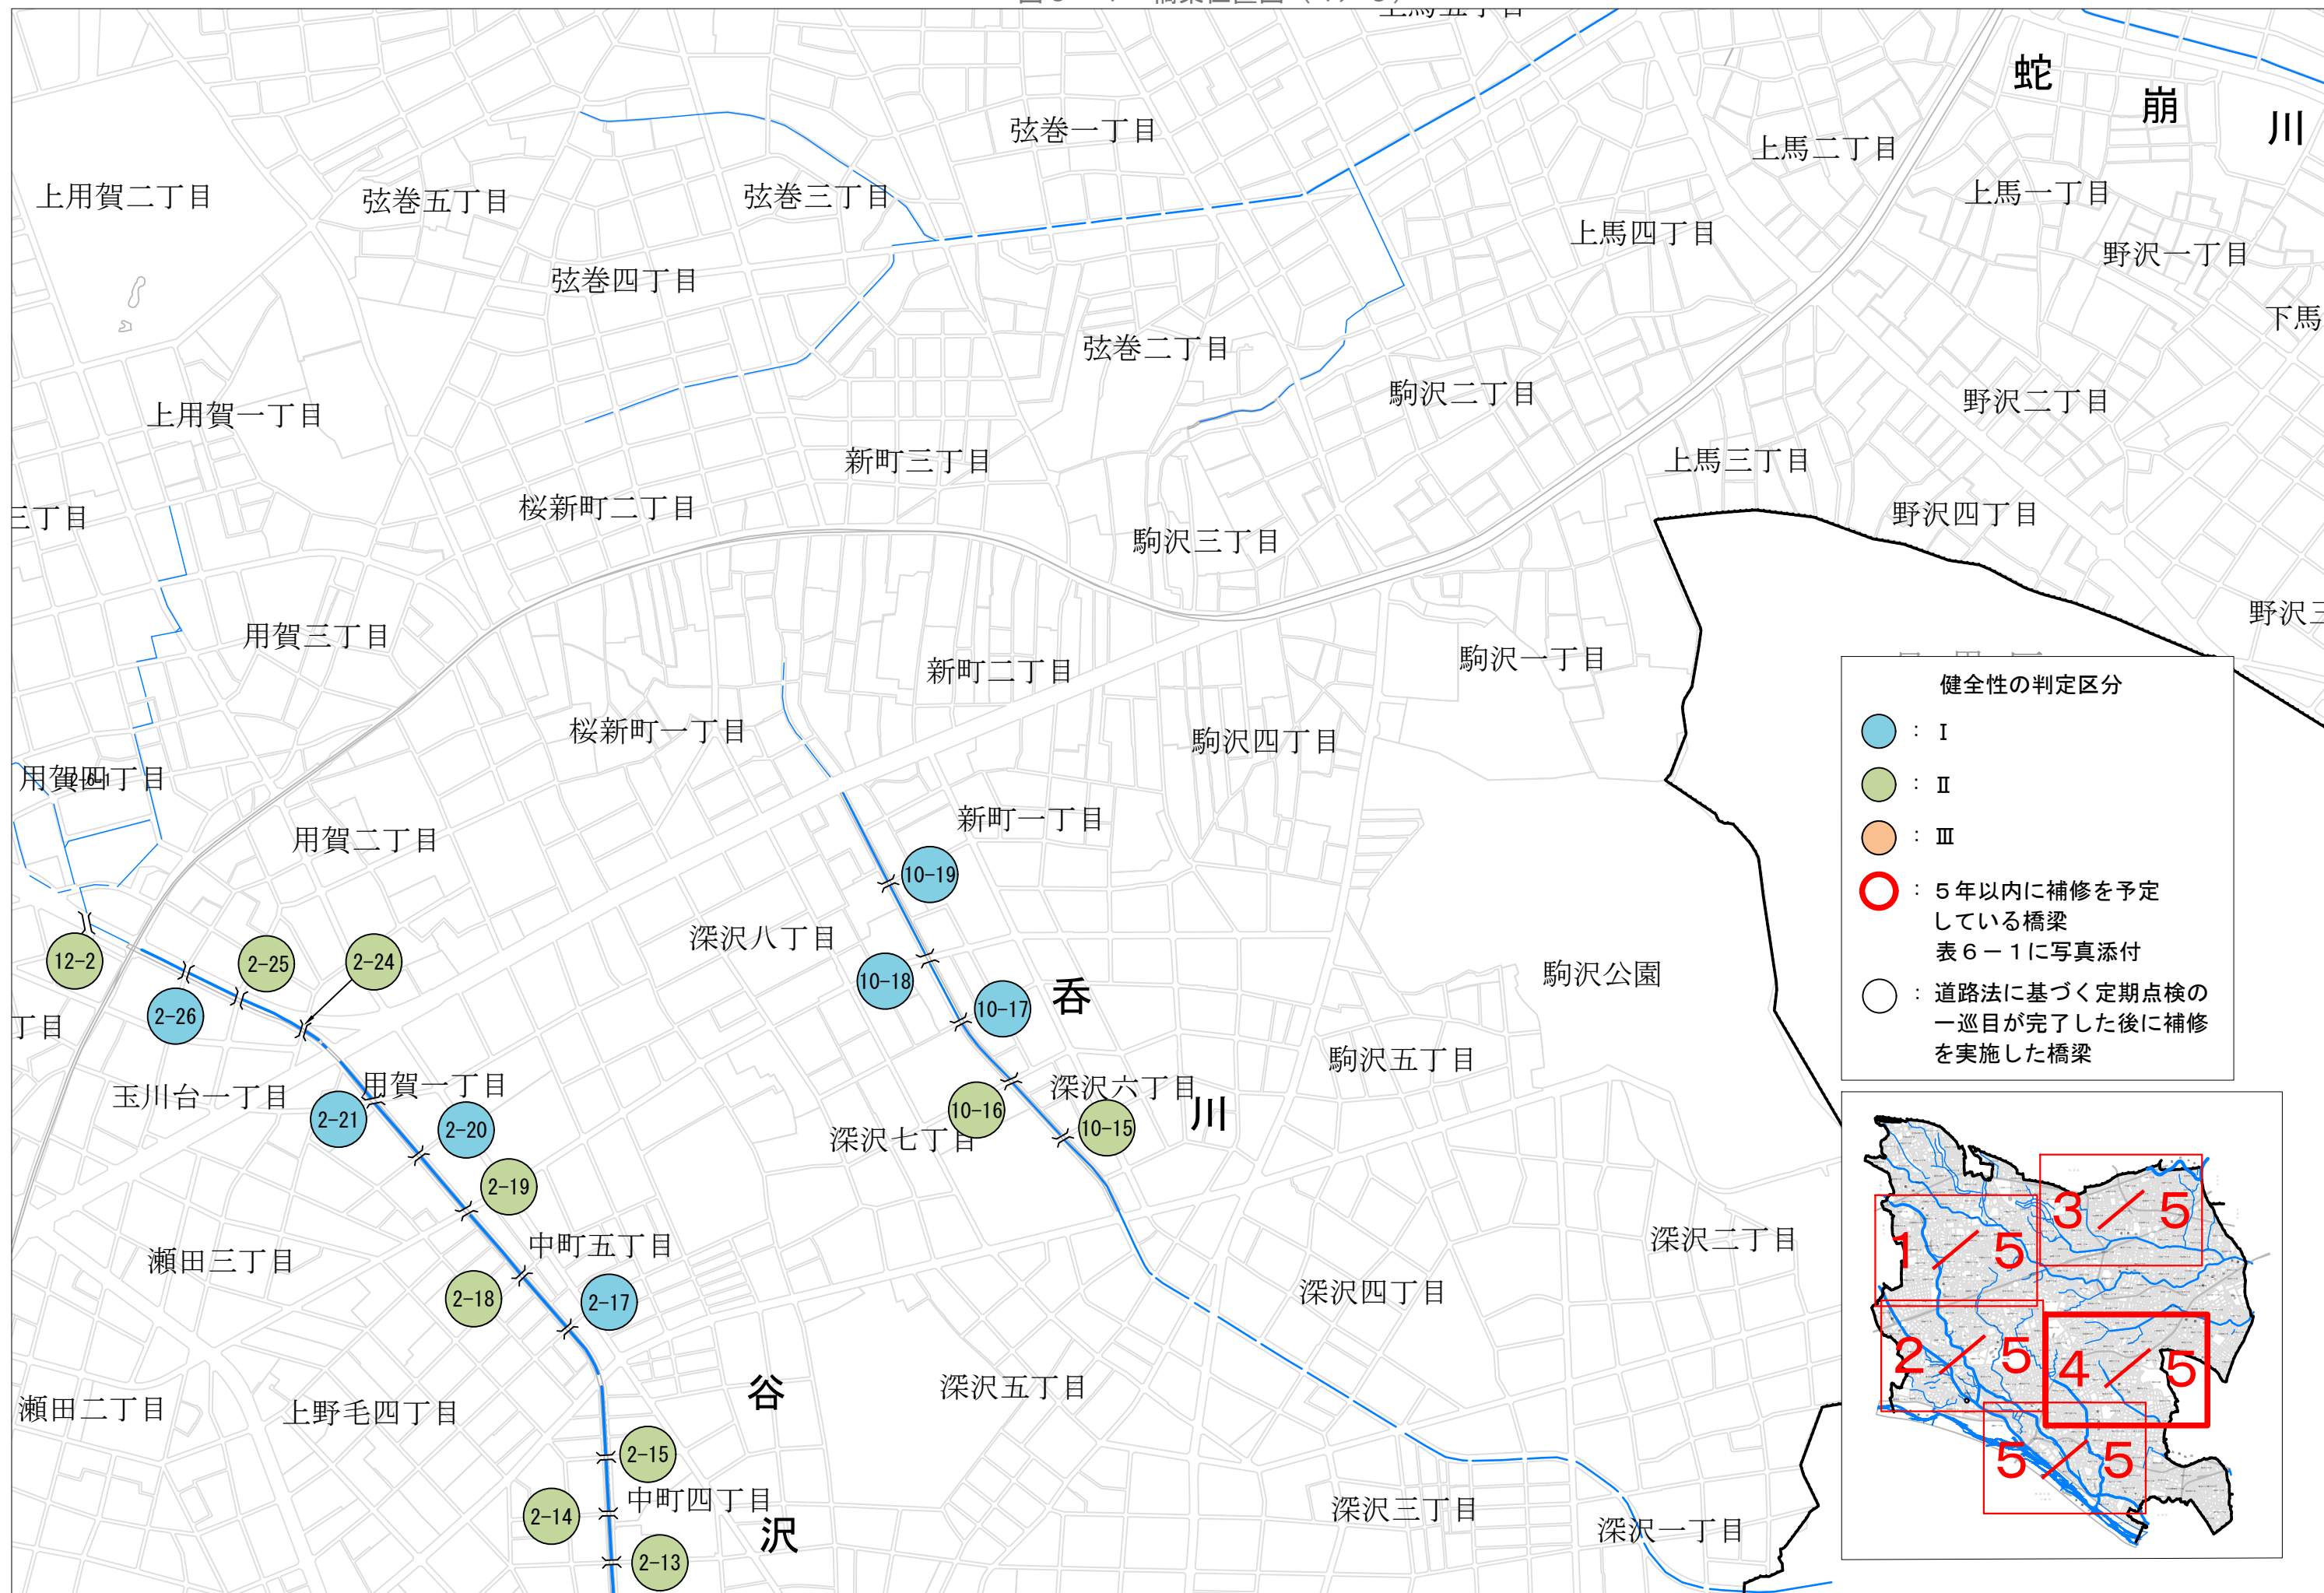 蛇
崩
川
弦巻一丁目
上馬二丁目
上用賀二丁目
弦巻五丁目
弦巻三丁目
上馬一丁目
上馬四丁目
野沢一丁目
弦巻四丁目
下馬
弦巻二丁目
駒沢二丁目
野沢二丁目
上用賀一丁目
新町三丁目
上馬三丁目
桜新町二丁目
三丁目
野沢四丁目
駒沢三丁目
用賀三丁目
野沢三
新町二丁目
駒沢一丁目
桜新町一丁目
駒沢四丁目
用賀四丁目
新町一丁目
用賀二丁目
10-19
深沢八丁目
12-2
2-25
2-24
10-18
駒沢公園
呑
2-26
10-17
丁目
駒沢五丁目
用賀一丁目
玉川台一丁目
深沢六丁目
10-16
川
2-21
2-20
10-15
深沢七丁目
2-19
深沢二丁目
中町五丁目
瀬田三丁目
深沢四丁目
2-18
2-17
深沢五丁目
谷
瀬田二丁目
上野毛四丁目
2-15
中町四丁目
深沢三丁目
2-14
沢
深沢一丁目
2-13
健全性の判定区分
： Ⅰ
： Ⅱ
： Ⅲ
： ５年以内に補修を予定
している橋梁
表６－１に写真添付
： 道路法に基づく定期点検の
一巡目が完了した後に補修
を実施した橋梁
３／５
１／５
２／５
４／５
５／５